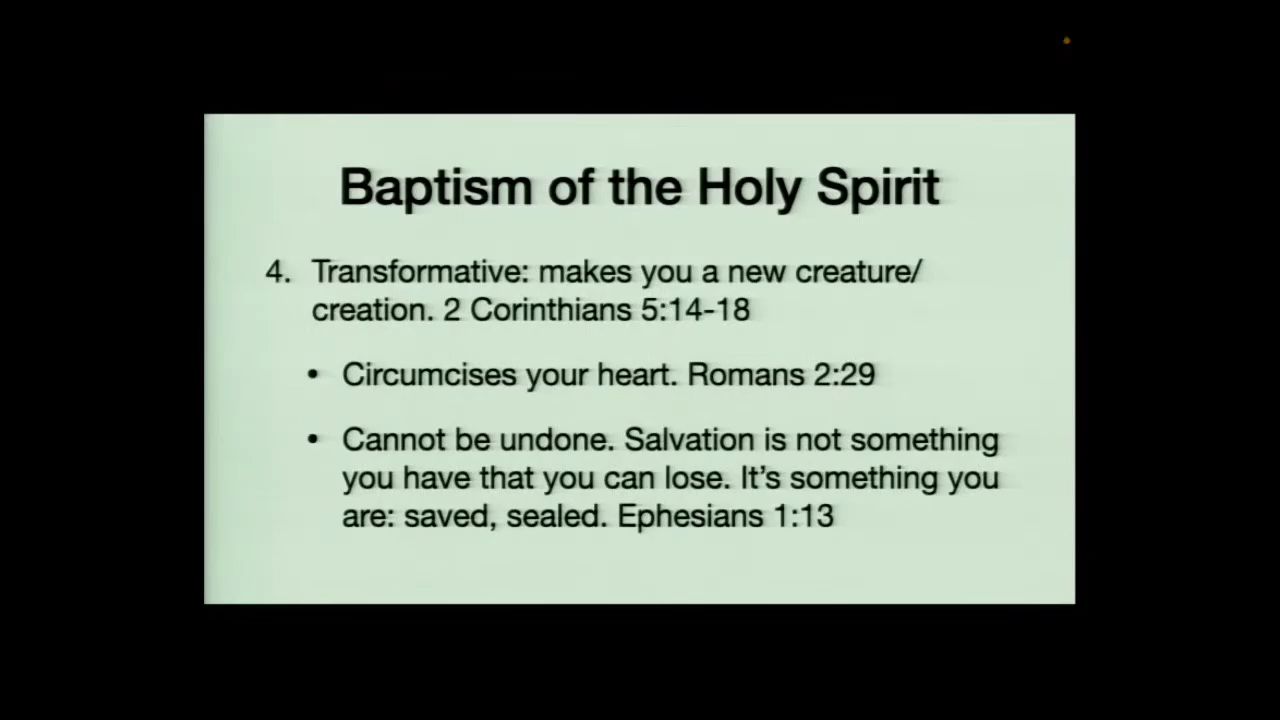 Baptism of the Holy Spirit
4. Transformative: makes you a new creature/
creation. 2 Corinthians 5:14-18
• Circumcises your heart. Romans 2:29
• Cannot be undone. Salvation is not something
you have that you can lose. It’s something you
are: saved, sealed. Ephesians 1:13